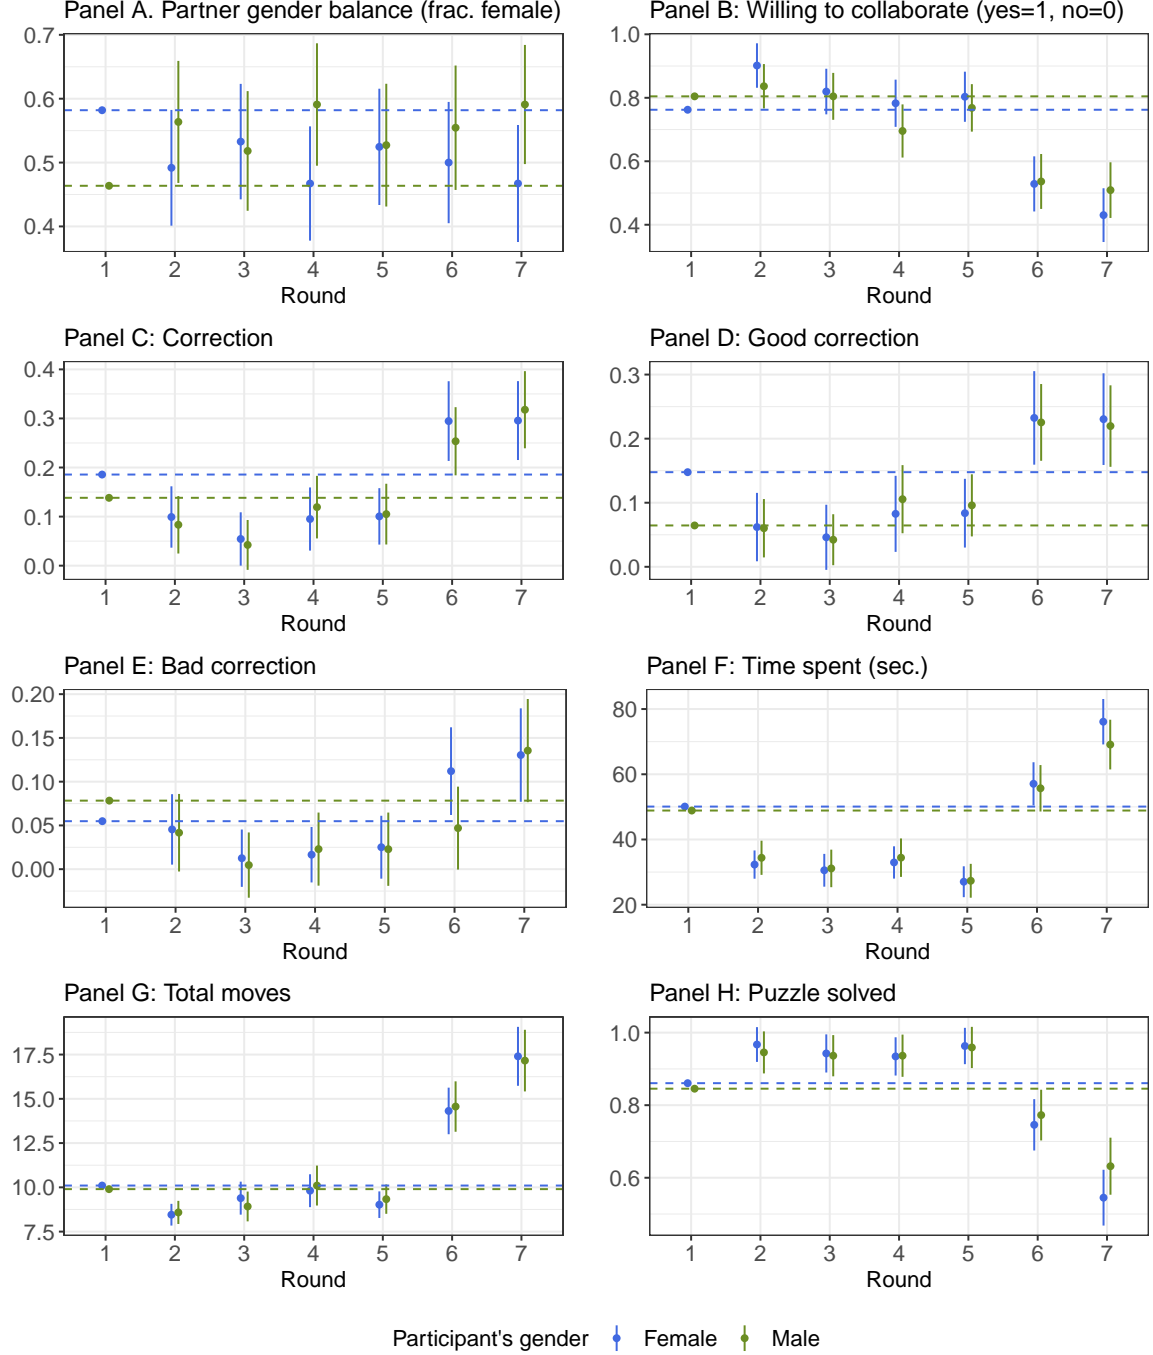 Panel A. Partner gender balance (frac. female)
0.7
0.6
0.5
0.4
1 2 3 4 5 6 7
Round
Panel B: Willing to collaborate (yes=1, no=0)
1.0
0.8
0.6
0.4
1 2 3 4 5 6 7
Round
Panel C: Correction
0.4
0.3
0.2
0.1
0.0
1 2 3 4 5 6 7
Round
Panel D: Good correction
0.3
0.2
0.1
0.0
1 2 3 4 5 6 7
Round
Panel E: Bad correction
0.20
0.15
0.10
0.05
0.00
1 2 3 4 5 6 7
Round
Panel F: Time spent (sec.)
80
60
40
20
1 2 3 4 5 6 7
Round
Panel G: Total moves
17.5
15.0
12.5
10.0
7.5
1 2 3 4 5 6 7
Round
Panel H: Puzzle solved
1.0
0.8
0.6
1 2 3 4 5 6 7
Round
Participant's gender Female Male